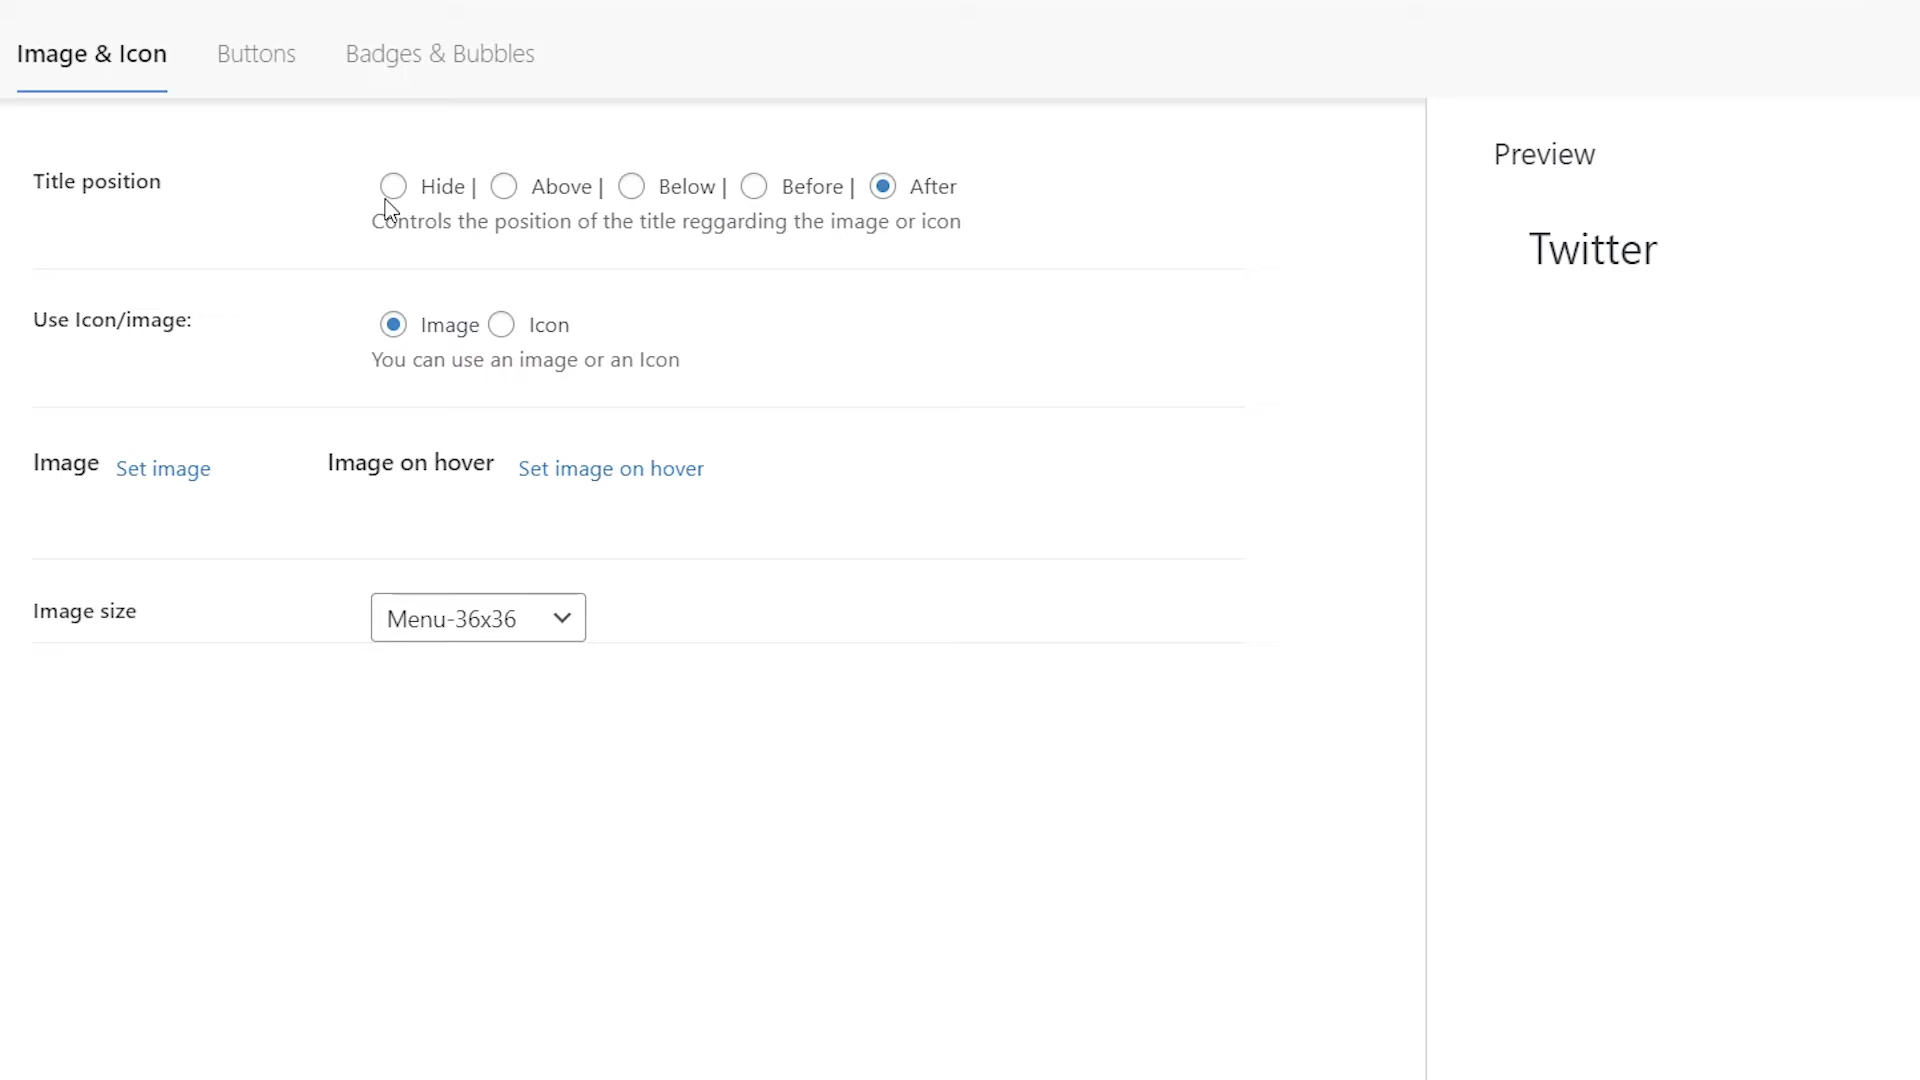 Image & Icon Buttons Badges & Bubbles
Preview
Title position Hide | Above | Below | Before | After
Controls the position of the title reggarding the image or icon
Twitter
Use Icon/image: Image Icon
You can use an image or an Icon
Image Set image Image on hover Set image on hover
Image size Menu-36x36